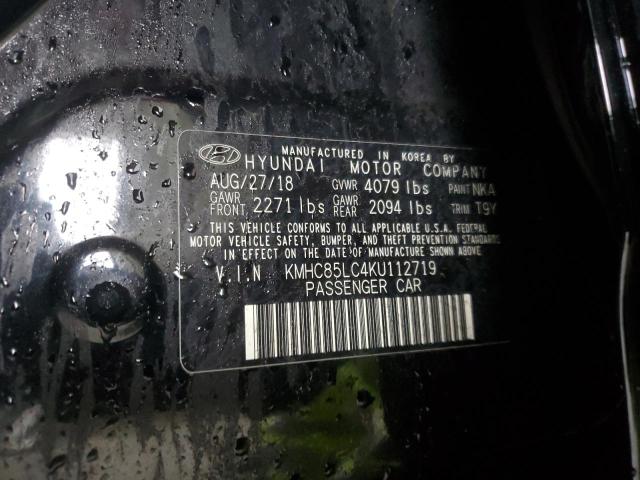 MANUFACTURED IN KOREA BY
HYUNDAI MOTOR COMPANY
AUG/27/18 GVWR 4079 lbs PAINT NKA
GAWR FRONT 2271 lbs GAWR REAR 2094 lbs TRIM T9Y
THIS VEHICLE CONFORMS TO ALL APPLICABLE U.S.A. FEDERAL
MOTOR VEHICLE SAFETY, BUMPER, AND THEFT PREVENTION STANDARDS
IN EFFECT ON THE DATE OF MANUFACTURE SHOWN ABOVE
V.I.N KMHC85LC4KU112719
PASSENGER CAR